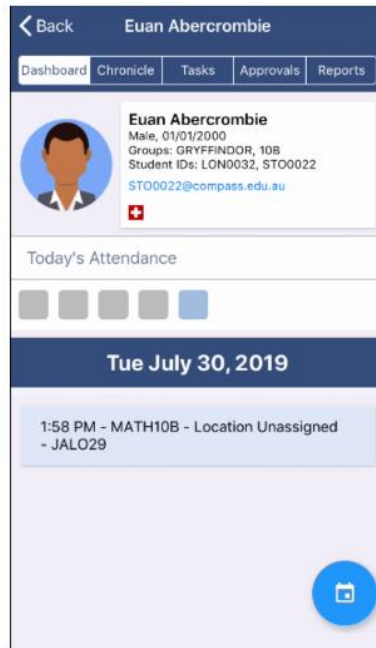 Back
Euan Abercrombie
Dashboard Chronicle Tasks Approvals Reports
Euan Abercrombie
Male, 01/01/2000
Groups: GRYFFINDOR, 10B
Student IDs: LON0032, STO0022
STO0022@compass.edu.au
Today's Attendance
Tue July 30, 2019
1:58 PM - MATH10B - Location Unassigned
- JALO29